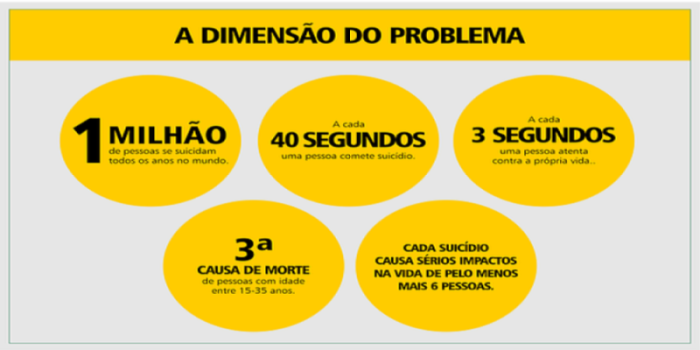 A DIMENSÃO DO PROBLEMA
1 MILHÃO
de pessoas se suicidam
todos os anos no mundo.
A cada
40 SEGUNDOS
uma pessoa comete suicídio.
A cada
3 SEGUNDOS
uma pessoa atenta
contra a própria vida..
3ª
CAUSA DE MORTE
de pessoas com idade
entre 15-35 anos.
CADA SUICÍDIO
CAUSA SÉRIOS IMPACTOS
NA VIDA DE PELO MENOS
MAIS 6 PESSOAS.